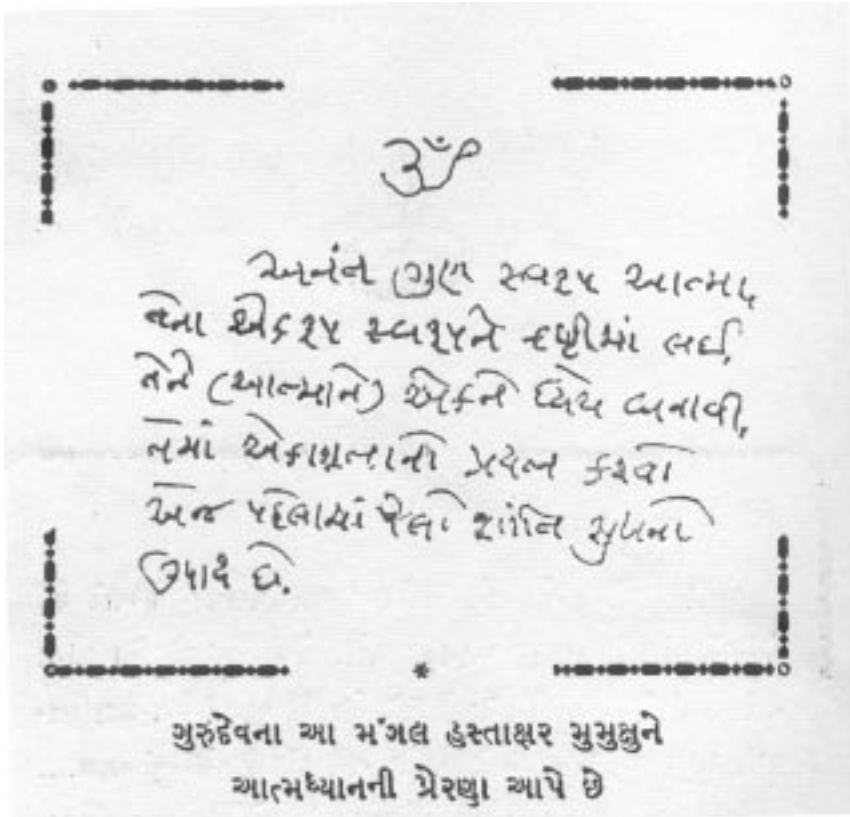 ૐ
અનંત ગુણ સ્વરૂપ આત્મા,
તેના એકરૂપ સ્વરૂપને દૃષ્ટીમાં લઈ,
તેને (આત્માને) એકને ધ્યેય બનાવી,
તેમાં એકાગ્રતાનો પ્રયત્ન કરવો
એજ પહેલામાં પેલો શાંતિ સુખનો
ઉપાય છે.
ગુરુદેવના આ મંગલ હસ્તાક્ષર મુમુક્ષુને
આત્મધ્યાનની પ્રેરણા આપે છે